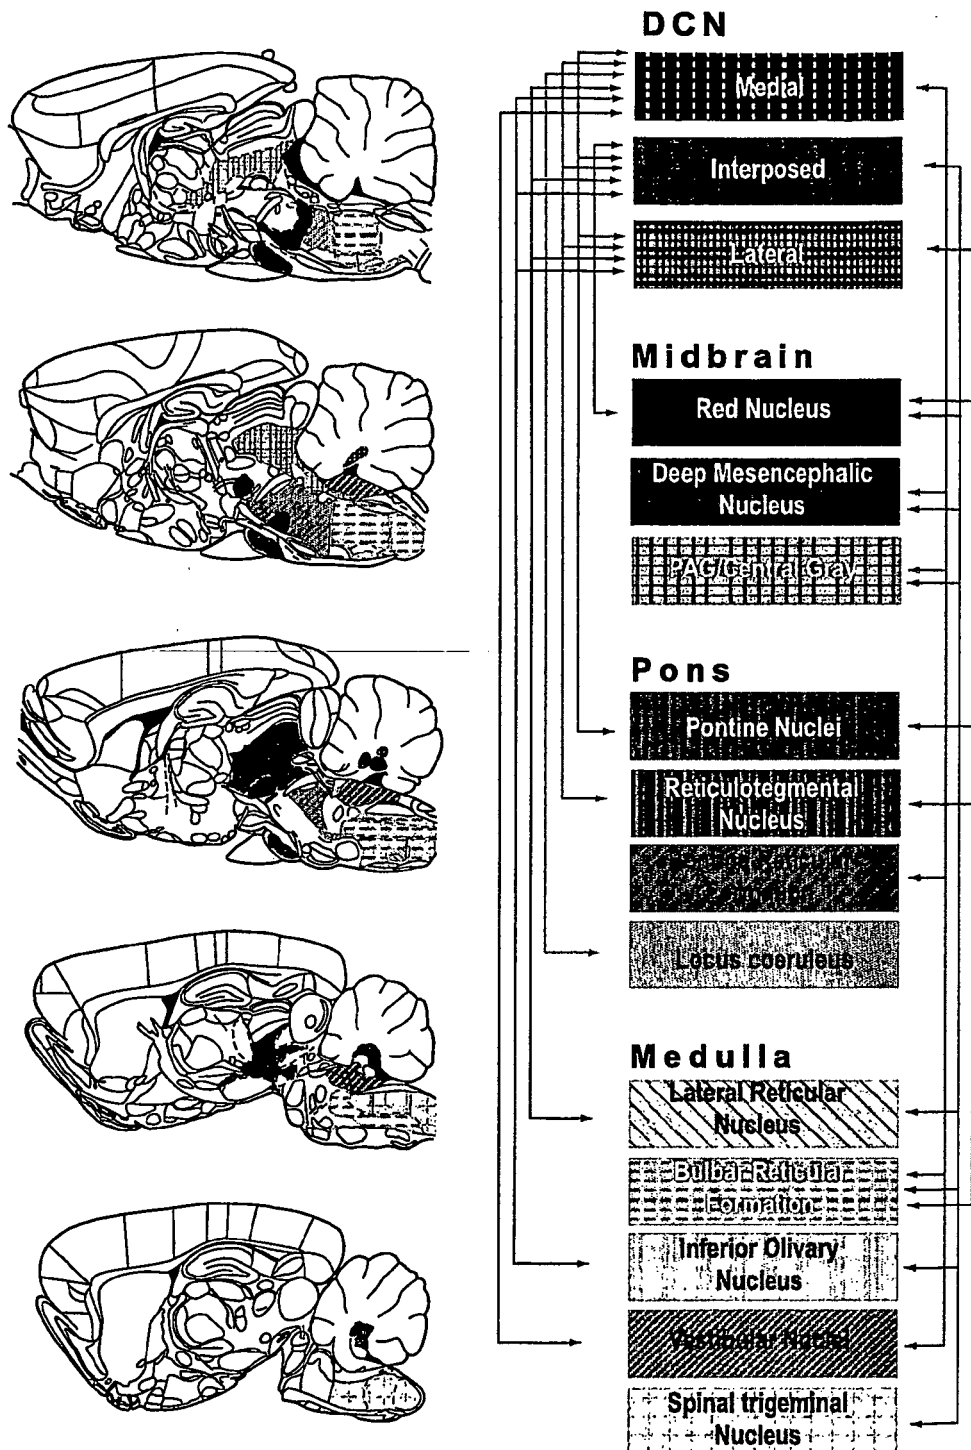 DCN
Medial
Interposed
Lateral
Midbrain
Red Nucleus
Deep Mesencephalic
Nucleus
PAG/Central Gray
Pons
Pontine Nuclei
Reticulotegmental
Nucleus
Locus coeruleus
Medulla
Lateral Reticular
Nucleus
Bulbar Reticular
Formation
Inferior Olivary
Nucleus
Vestibular Nuclei
Spinal trigeminal
Nucleus